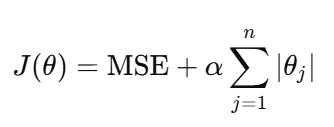 J(θ) = MSE + α ∑_{j=1}^{n} |θ_j|